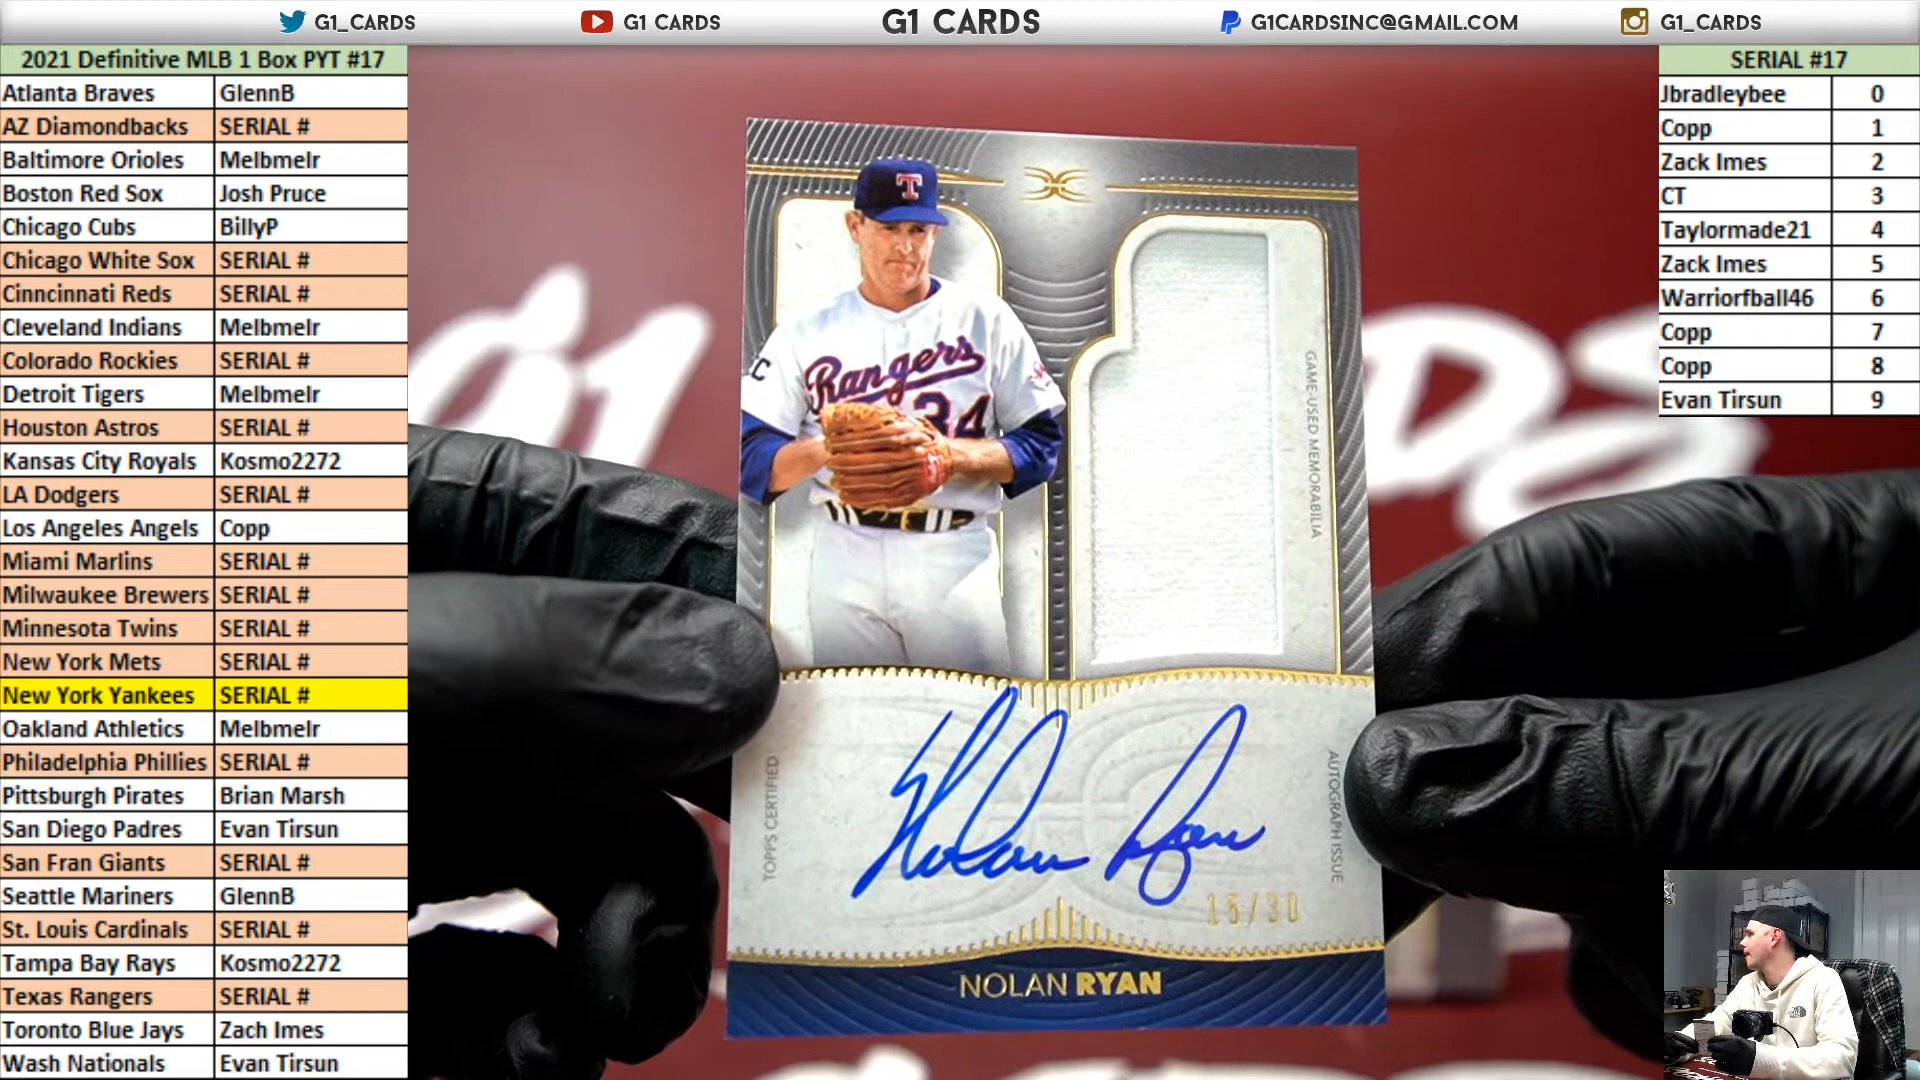 G1_CARDS
G1 CARDS
G1 CARDS
G1CARDSINC@GMAIL.COM
G1_CARDS
2021 Definitive MLB 1 Box PYT #17
Atlanta Braves GlennB
AZ Diamondbacks SERIAL #
Baltimore Orioles Melbmelr
Boston Red Sox Josh Pruce
Chicago Cubs BillyP
Chicago White Sox SERIAL #
Cinncinnati Reds SERIAL #
Cleveland Indians Melbmelr
Colorado Rockies SERIAL #
Detroit Tigers Melbmelr
Houston Astros SERIAL #
Kansas City Royals Kosmo2272
LA Dodgers SERIAL #
Los Angeles Angels Copp
Miami Marlins SERIAL #
Milwaukee Brewers SERIAL #
Minnesota Twins SERIAL #
New York Mets SERIAL #
New York Yankees SERIAL #
Oakland Athletics Melbmelr
Philadelphia Phillies SERIAL #
Pittsburgh Pirates Brian Marsh
San Diego Padres Evan Tirsun
San Fran Giants SERIAL #
Seattle Mariners GlennB
St. Louis Cardinals SERIAL #
Tampa Bay Rays Kosmo2272
Texas Rangers SERIAL #
Toronto Blue Jays Zach Imes
Wash Nationals Evan Tirsun
T
C
Rangers
34
GAME-USED MEMORABILIA
TOPPS CERTIFIED
AUTOGRAPH ISSUE
Nolan Ryan
15/30
NOLAN RYAN
SERIAL #17
Jbradleybee 0
Copp 1
Zack Imes 2
CT 3
Taylormade21 4
Zack Imes 5
Warriorfball46 6
Copp 7
Copp 8
Evan Tirsun 9